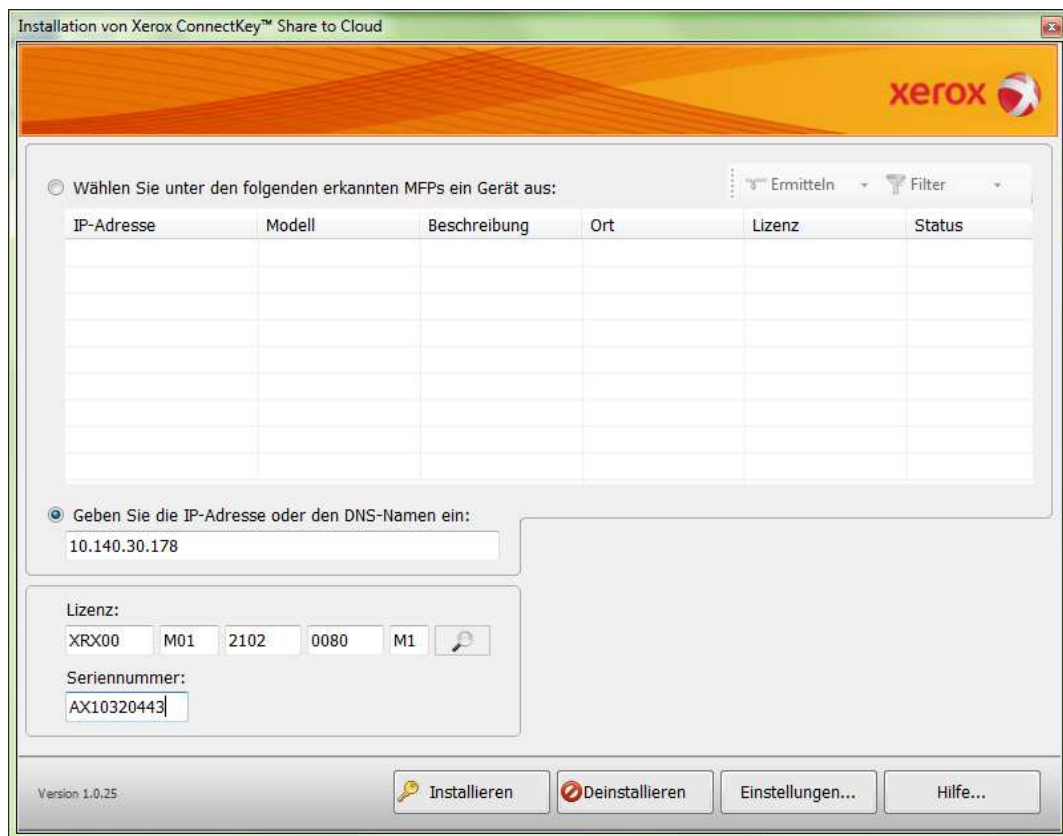 Installation von Xerox ConnectKey™ Share to Cloud
xerox
Wählen Sie unter den folgenden erkannten MFPs ein Gerät aus:
Ermitteln
Filter
IP-Adresse Modell Beschreibung Ort Lizenz Status
Geben Sie die IP-Adresse oder den DNS-Namen ein:
10.140.30.178
Lizenz:
XRX00 M01 2102 0080 M1
Seriennummer:
AX10320443
Version 1.0.25 Installieren Deinstallieren Einstellungen... Hilfe...